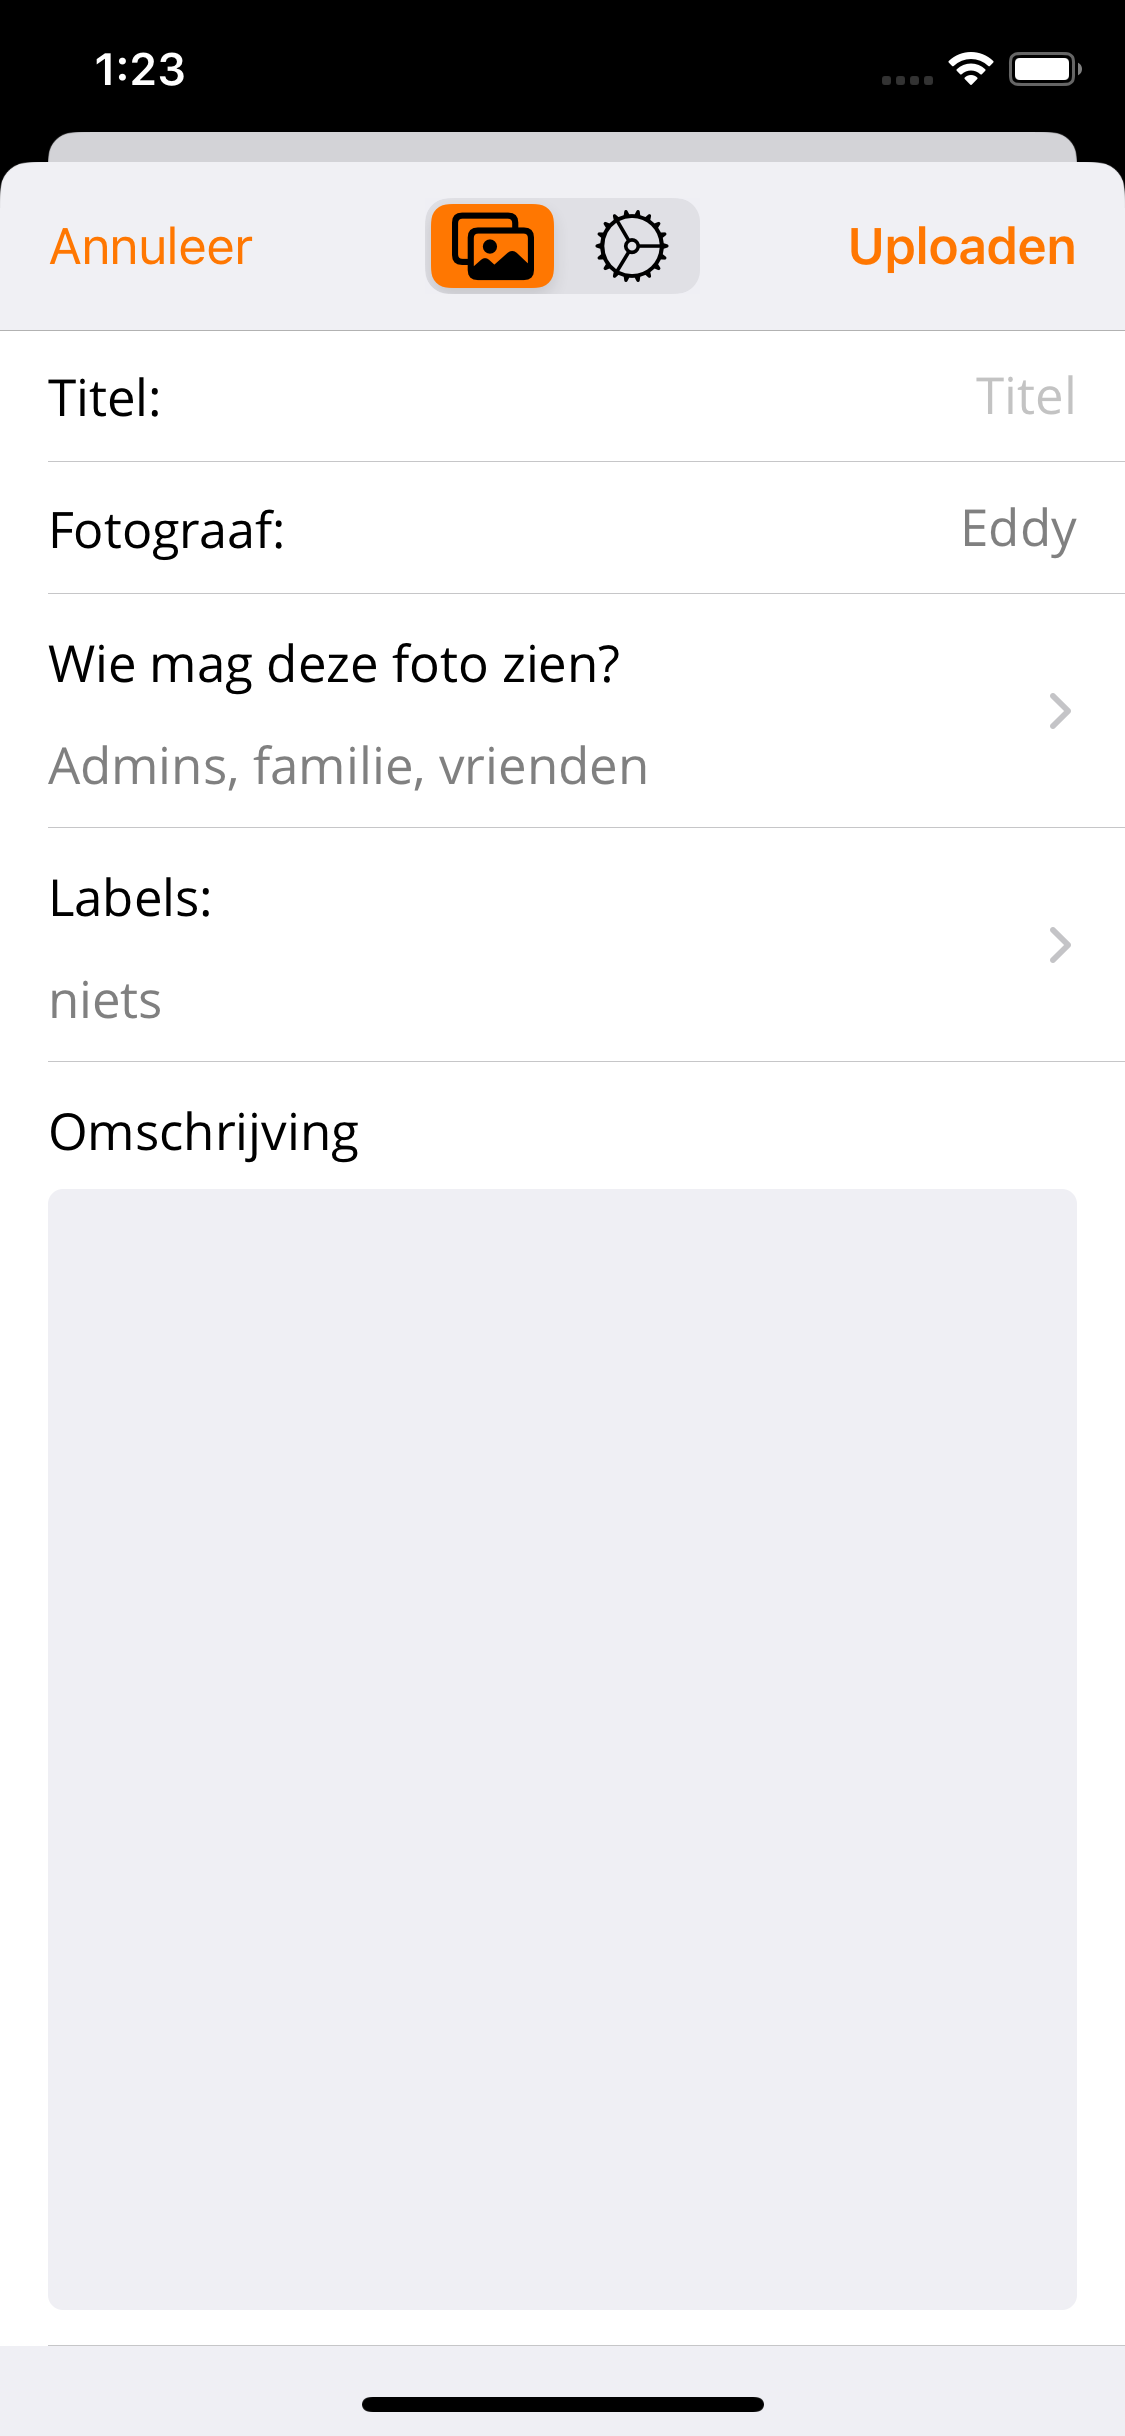 1:23
Annuleer
Uploaden
Titel:
Titel
Fotograaf:
Eddy
Wie mag deze foto zien?
Admins, familie, vrienden
Labels:
niets
Omschrijving